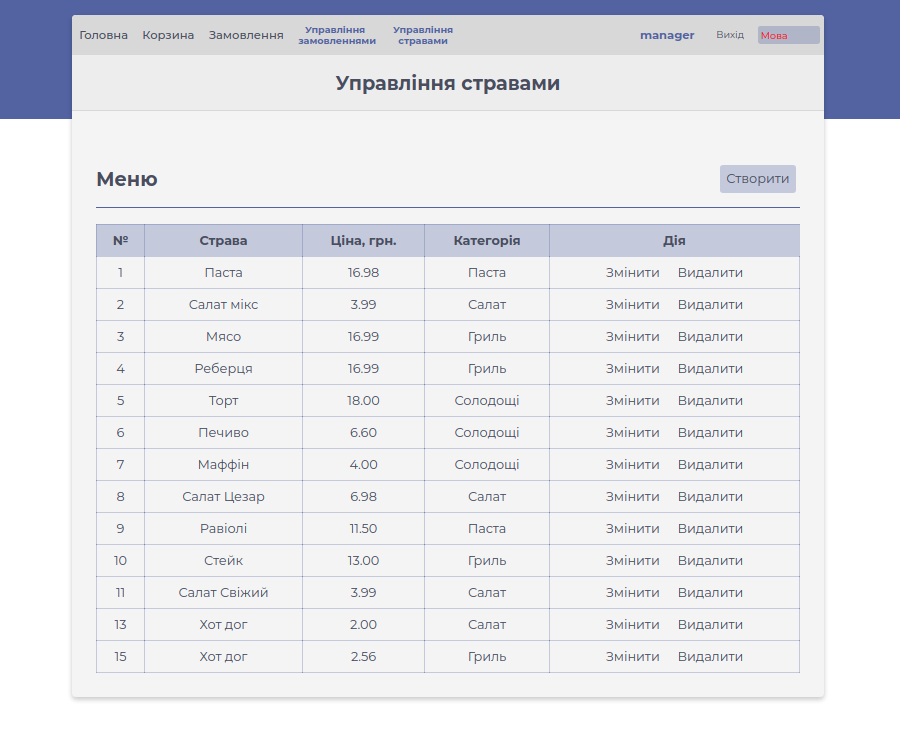 Головна Корзина Замовлення Управління замовленнями Управління стравами manager Вихід Мова
Управління стравами
Меню Створити
№ Страва Ціна, грн. Категорія Дія
1 Паста 16.98 Паста Змінити Видалити
2 Салат мікс 3.99 Салат Змінити Видалити
3 Мясо 16.99 Гриль Змінити Видалити
4 Реберця 16.99 Гриль Змінити Видалити
5 Торт 18.00 Солодощі Змінити Видалити
6 Печиво 6.60 Солодощі Змінити Видалити
7 Маффін 4.00 Солодощі Змінити Видалити
8 Салат Цезар 6.98 Салат Змінити Видалити
9 Равіолі 11.50 Паста Змінити Видалити
10 Стейк 13.00 Гриль Змінити Видалити
11 Салат Свіжий 3.99 Салат Змінити Видалити
13 Хот дог 2.00 Салат Змінити Видалити
15 Хот дог 2.56 Гриль Змінити Видалити